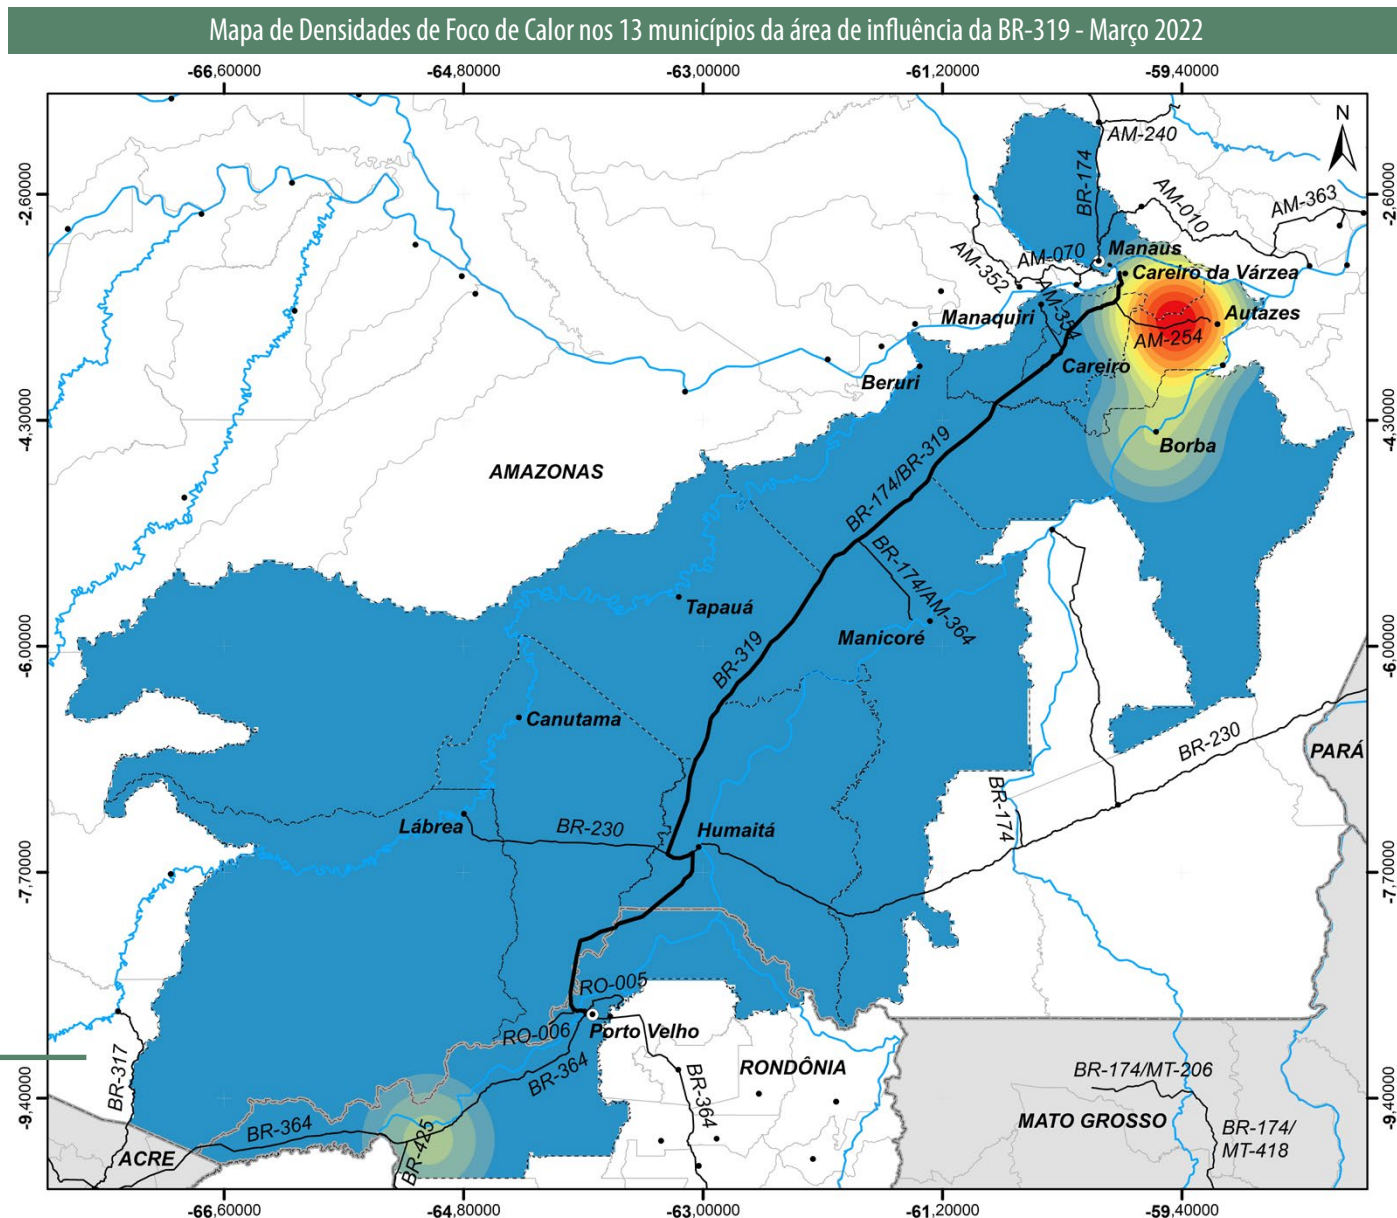 Mapa de Densidades de Foco de Calor nos 13 municípios da área de influência da BR-319 - Março 2022
-66,60000
-64,80000
-63,00000
-61,20000
-59,40000
N
AM-240
BR-174
AM-010
AM-363
-2,60000
-2,60000
Manaus
AM-070
AM-352
Careiro da Várzea
AM-354
Manaquiri
Autazes
AM-254
Careiro
Beruri
-4,30000
-4,30000
Borba
BR-174/BR-319
AMAZONAS
BR-174/AM-364
Tapauá
Manicoré
-6,00000
-6,00000
BR-319
Canutama
BR-230
PARÁ
BR-174
Lábrea
BR-230
Humaitá
-7,70000
-7,70000
RO-005
RO-006
Porto Velho
BR-364
BR-317
RONDÔNIA
BR-364
BR-174/MT-206
-9,40000
-9,40000
MATO GROSSO
BR-364
BR-425
BR-174/
MT-418
ACRE
-66,60000
-64,80000
-63,00000
-61,20000
-59,40000